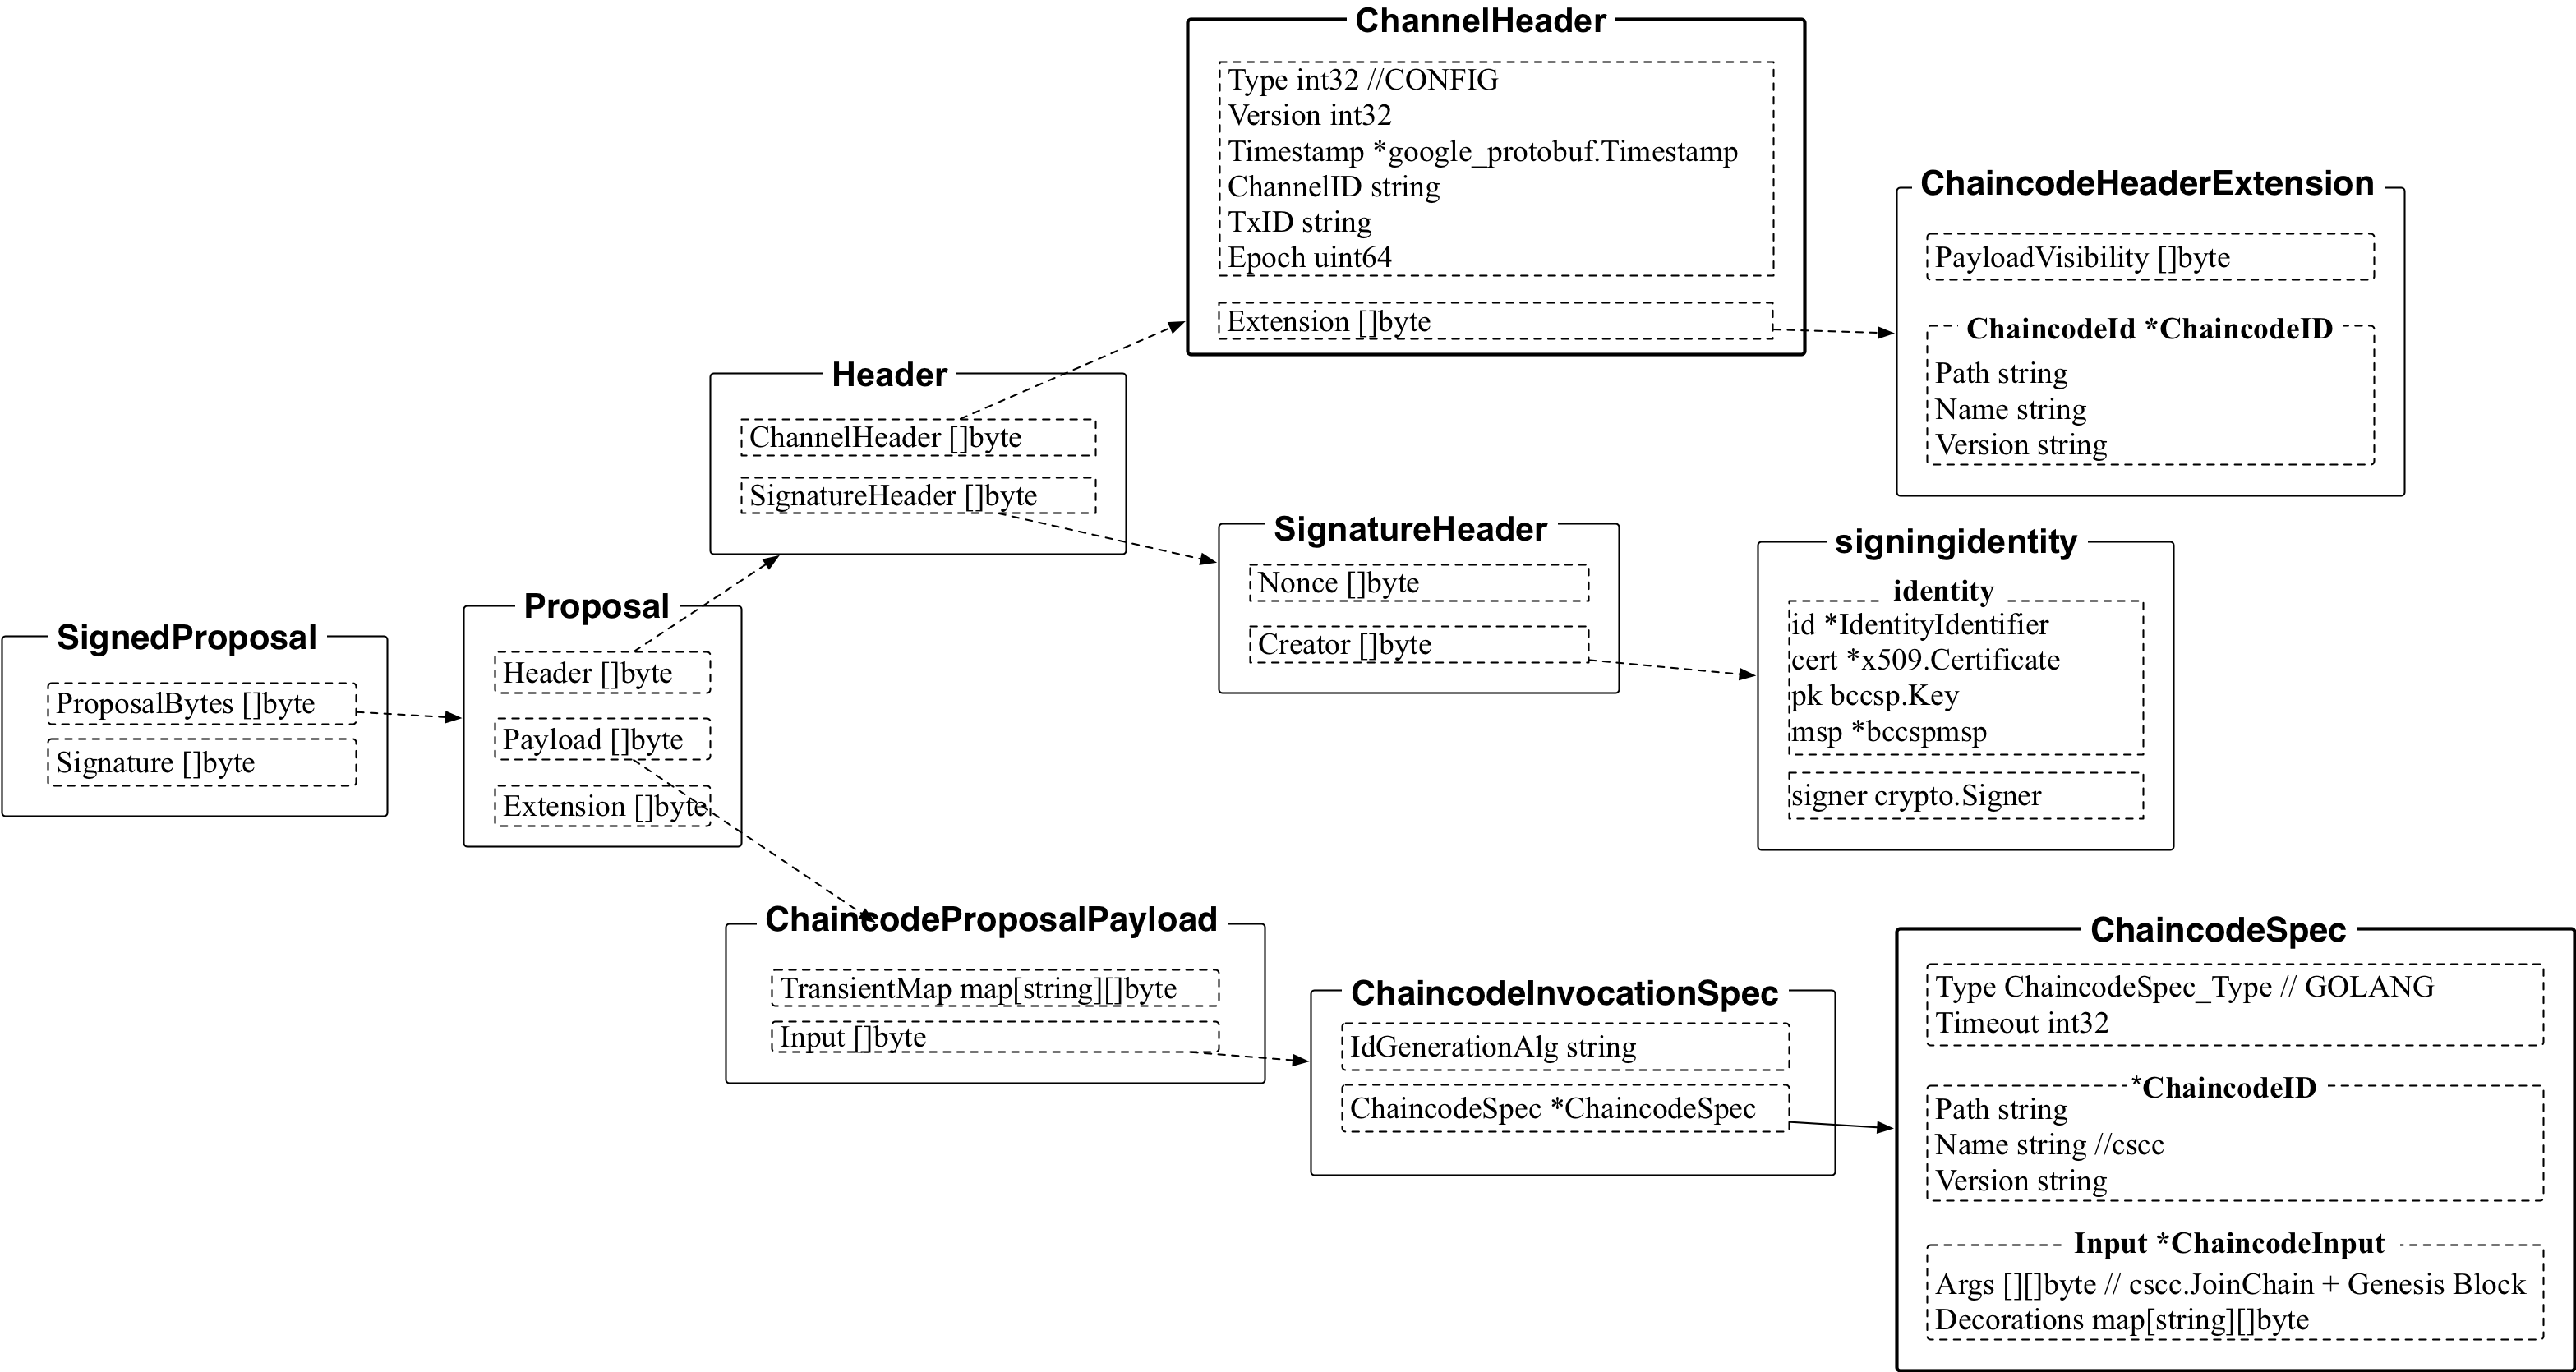 ChannelHeader
Type int32 //CONFIG
Version int32
Timestamp *google_protobuf.Timestamp
ChannelID string
TxID string
Epoch uint64
Extension []byte
ChaincodeHeaderExtension
PayloadVisibility []byte
ChaincodeId *ChaincodeID
Path string
Name string
Version string
Header
ChannelHeader []byte
SignatureHeader []byte
SignatureHeader
Nonce []byte
Creator []byte
signingidentity
identity
id *IdentityIdentifier
cert *x509.Certificate
pk bccsp.Key
msp *bccspmsp
signer crypto.Signer
SignedProposal
ProposalBytes []byte
Signature []byte
Proposal
Header []byte
Payload []byte
Extension []byte
ChaincodeProposalPayload
TransientMap map[string][]byte
Input []byte
ChaincodeInvocationSpec
IdGenerationAlg string
ChaincodeSpec *ChaincodeSpec
ChaincodeSpec
Type ChaincodeSpec_Type // GOLANG
Timeout int32
*ChaincodeID
Path string
Name string //cscc
Version string
Input *ChaincodeInput
Args [][]byte // cscc.JoinChain + Genesis Block
Decorations map[string][]byte